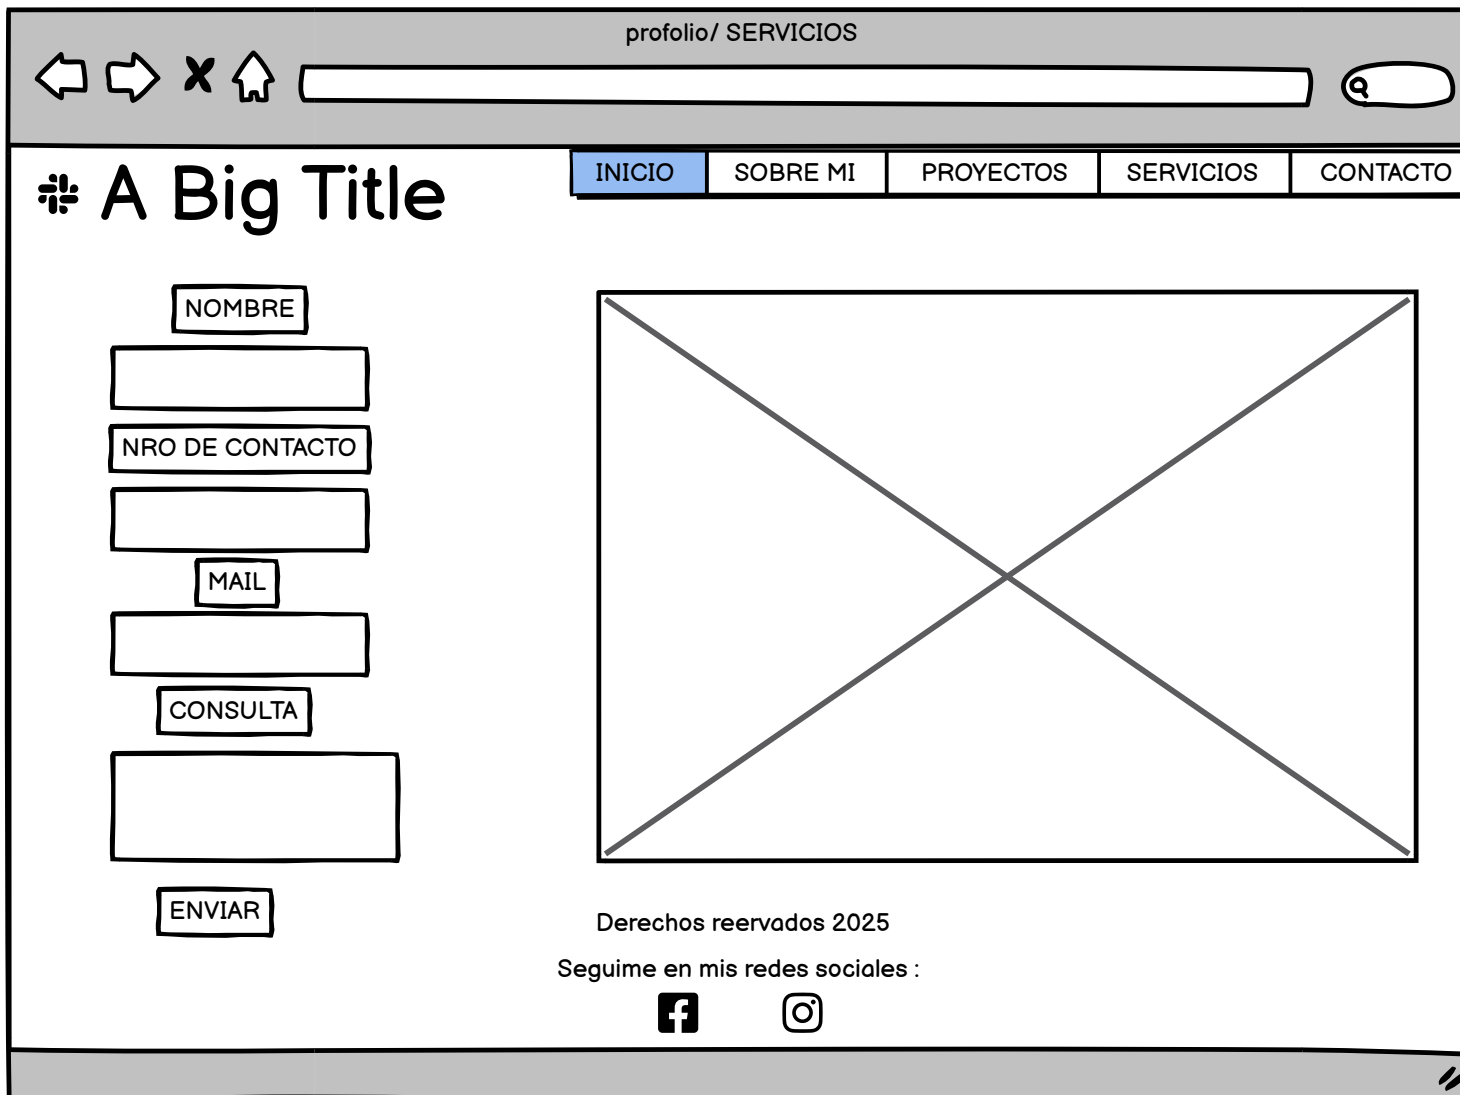 profolio/ SERVICIOS
A Big Title
INICIO SOBRE MI PROYECTOS SERVICIOS CONTACTO
NOMBRE
NRO DE CONTACTO
MAIL
CONSULTA
ENVIAR
Derechos reervados 2025
Seguime en mis redes sociales :